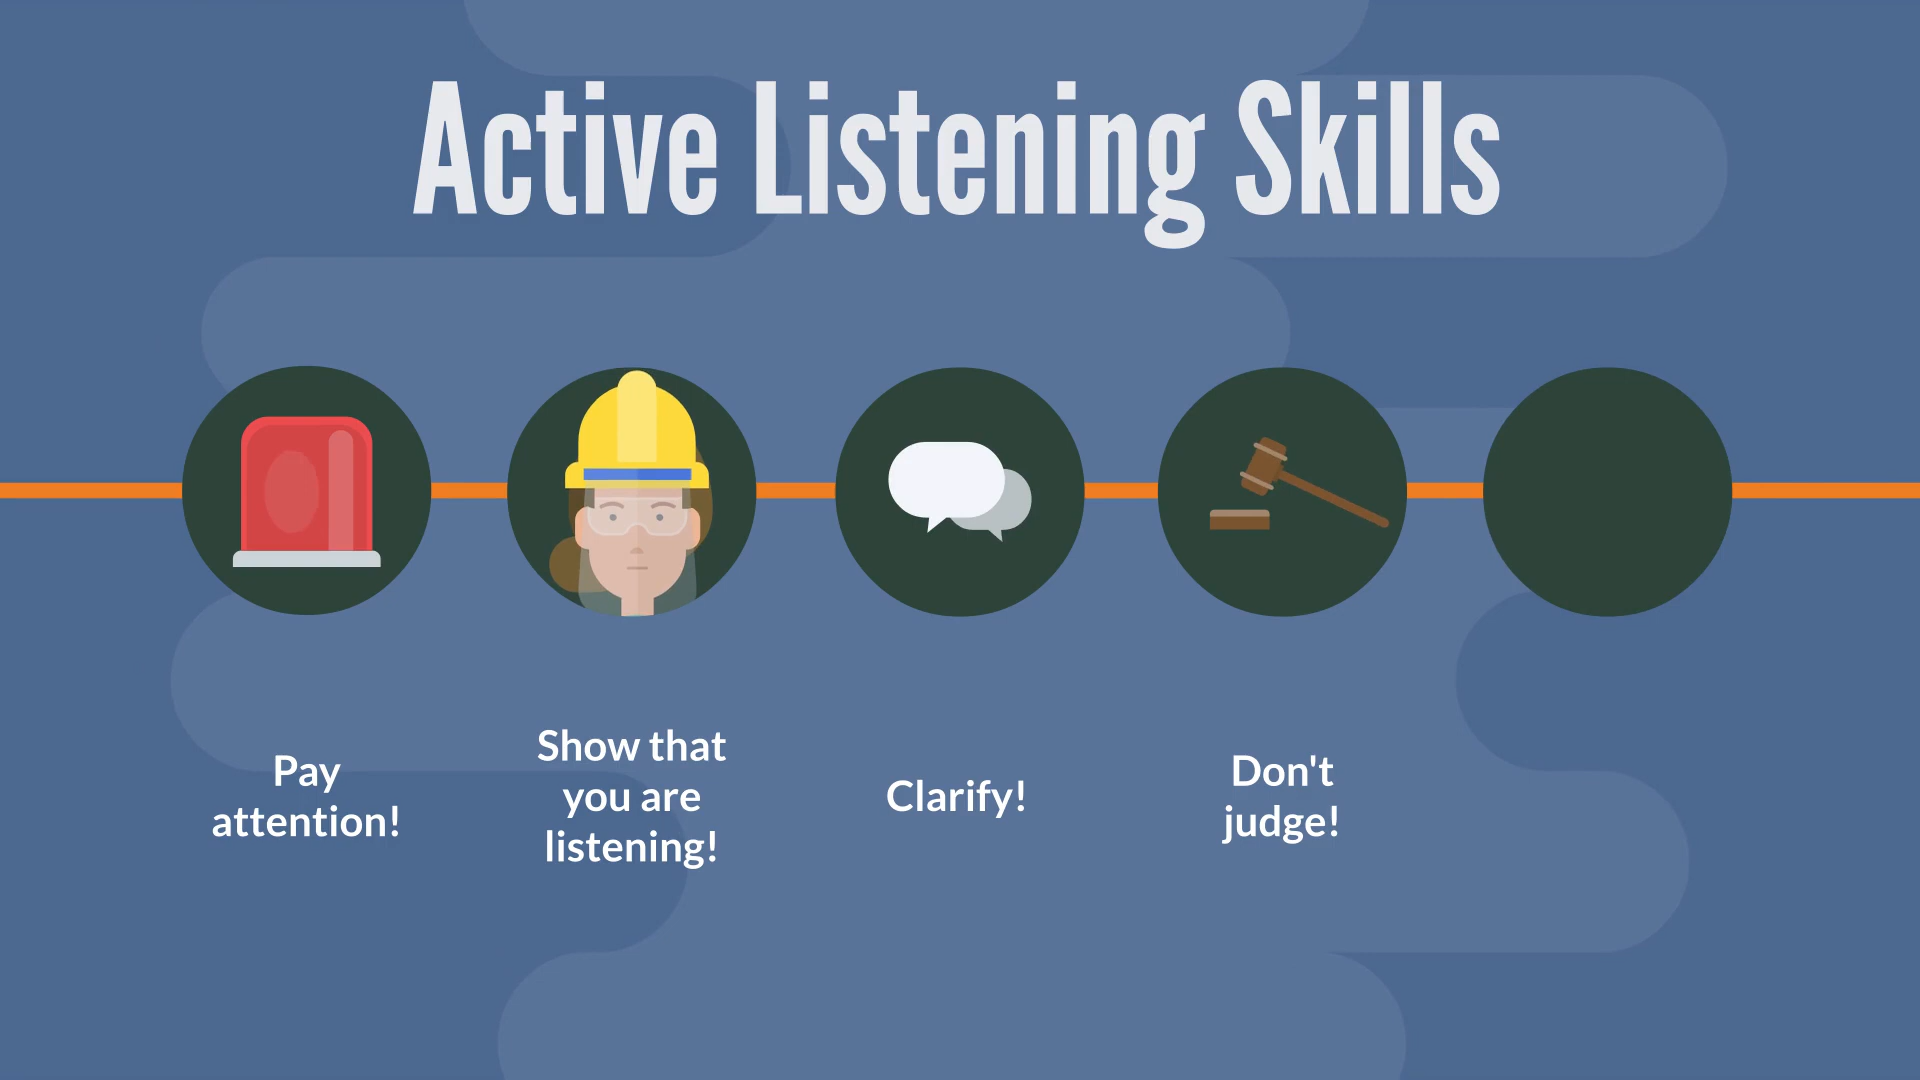 Active Listening Skills
Pay
attention!
Show that
you are
listening!
Clarify!
Don't
judge!